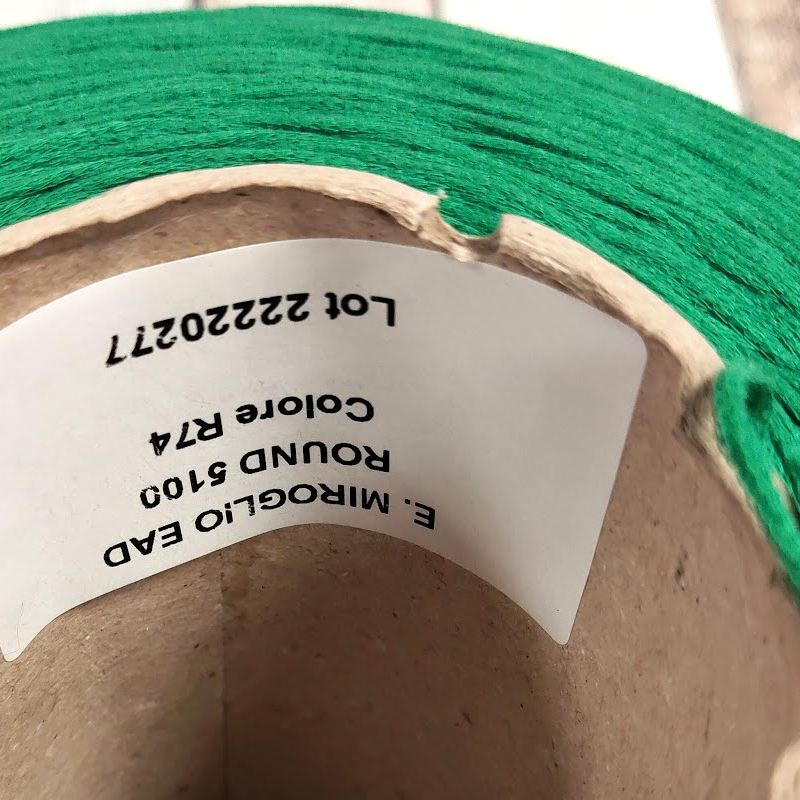 E. MIROGLIO EAD
ROUND 5100
Colore R74
Lot 22220277